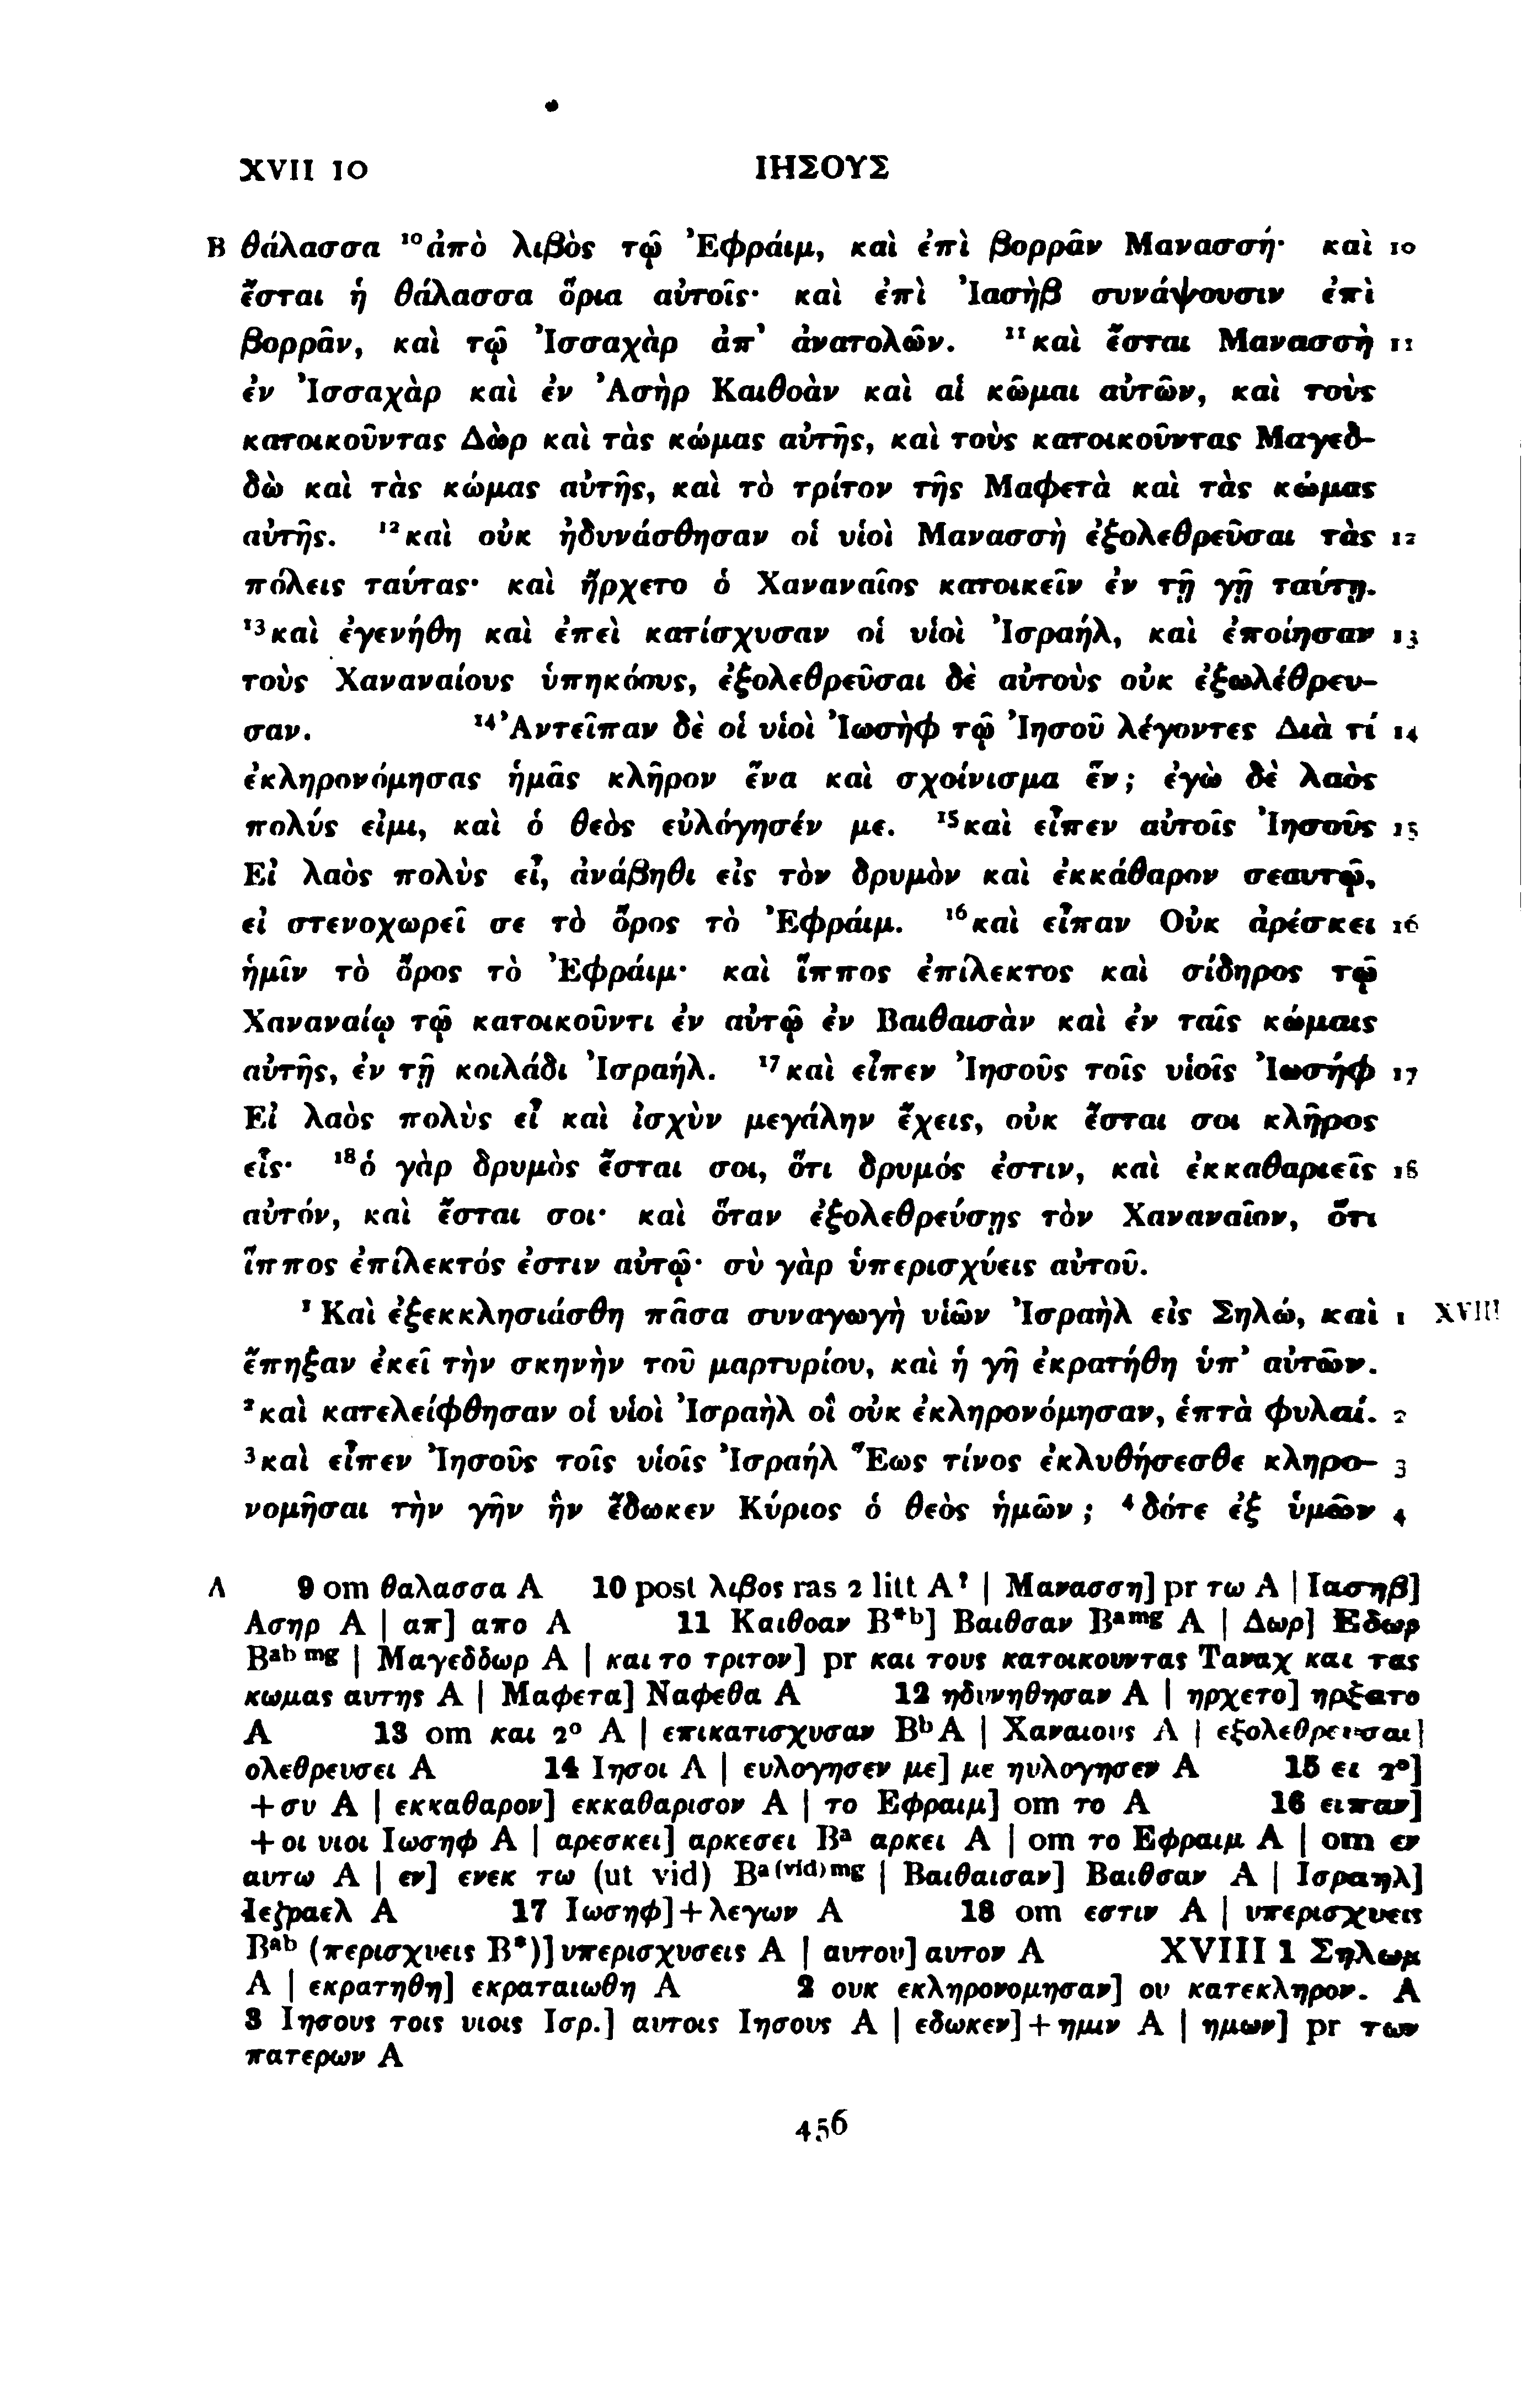 XVII 10 ΙΗΣΟΥΣ
B θάλασσα ¹⁰ἀπὸ λιβὸς τῷ Ἐφράιμ, καὶ ἐπὶ βορρᾶν Μανασσή· καὶ 10
ἔσται ἡ θάλασσα ὅρια αὐτοῖς· καὶ ἐπὶ Ἰασὴβ συνάψουσιν ἐπὶ
βορρᾶν, καὶ τῷ Ἰσσαχὰρ ἀπ’ ἀνατολῶν. ¹¹καὶ ἔσται Μανασσὴ 11
ἐν Ἰσσαχὰρ καὶ ἐν Ἀσὴρ Καιθοὰν καὶ αἱ κῶμαι αὐτῶν, καὶ τοὺς
κατοικοῦντας Δὼρ καὶ τὰς κώμας αὐτῆς, καὶ τοὺς κατοικοῦντας Μαγεδ-
δὼ καὶ τὰς κώμας αὐτῆς, καὶ τὸ τρίτον τῆς Μαφετὰ καὶ τὰς κώμας
αὐτῆς. ¹²καὶ οὐκ ἠδυνάσθησαν οἱ υἱοὶ Μανασσὴ ἐξολεθρεῦσαι τὰς 12
πόλεις ταύτας· καὶ ἤρχετο ὁ Χαναναῖος κατοικεῖν ἐν τῇ γῇ ταύτῃ.
¹³καὶ ἐγενήθη καὶ ἐπεὶ κατίσχυσαν οἱ υἱοὶ Ἰσραήλ, καὶ ἐποίησαν 13
τοὺς Χαναναίους ὑπηκόους, ἐξολεθρεῦσαι δὲ αὐτοὺς οὐκ ἐξωλέθρευ-
σαν. ¹⁴Ἀντεῖπαν δὲ οἱ υἱοὶ Ἰωσὴφ τῷ Ἰησοῦ λέγοντες Διὰ τί 14
ἐκληρονόμησας ἡμᾶς κλῆρον ἕνα καὶ σχοίνισμα ἕν; ἐγὼ δὲ λαὸς
πολύς εἰμι, καὶ ὁ θεὸς εὐλόγησέν με. ¹⁵καὶ εἶπεν αὐτοῖς Ἰησοῦς 15
Εἰ λαὸς πολὺς εἶ, ἀνάβηθι εἰς τὸν δρυμὸν καὶ ἐκκάθαρον σεαυτῷ,
εἰ στενοχωρεῖ σε τὸ ὄρος τὸ Ἐφράιμ. ¹⁶καὶ εἶπαν Οὐκ ἀρέσκει 16
ἡμῖν τὸ ὄρος τὸ Ἐφράιμ· καὶ ἵππος ἐπίλεκτος καὶ σίδηρος τῷ
Χαναναίῳ τῷ κατοικοῦντι ἐν αὐτῷ ἐν Βαιθαισὰν καὶ ἐν ταῖς κώμαις
αὐτῆς, ἐν τῇ κοιλάδι Ἰσραήλ. ¹⁷καὶ εἶπεν Ἰησοῦς τοῖς υἱοῖς Ἰωσήφ 17
Εἰ λαὸς πολὺς εἶ καὶ ἰσχὺν μεγάλην ἔχεις, οὐκ ἔσται σοι κλῆρος
εἷς· ¹⁸ὁ γὰρ δρυμὸς ἔσται σοι, ὅτι δρυμός ἐστιν, καὶ ἐκκαθαριεῖς 18
αὐτόν, καὶ ἔσται σοι· καὶ ὅταν ἐξολεθρεύσῃς τὸν Χαναναῖον, ὅτι
ἵππος ἐπίλεκτός ἐστιν αὐτῷ· σὺ γὰρ ὑπερισχύεις αὐτοῦ.
¹Καὶ ἐξεκκλησιάσθη πᾶσα συναγωγὴ υἱῶν Ἰσραὴλ εἰς Σηλώ, καὶ 1 XVIII
ἔπηξαν ἐκεῖ τὴν σκηνὴν τοῦ μαρτυρίου, καὶ ἡ γῆ ἐκρατήθη ὑπ’ αὐτῶν.
²καὶ κατελείφθησαν οἱ υἱοὶ Ἰσραὴλ οἳ οὐκ ἐκληρονόμησαν, ἑπτὰ φυλαί. 2
³καὶ εἶπεν Ἰησοῦς τοῖς υἱοῖς Ἰσραήλ Ἕως τίνος ἐκλυθήσεσθε κληρο- 3
νομῆσαι τὴν γῆν ἣν ἔδωκεν Κύριος ὁ θεὸς ἡμῶν; ⁴δότε ἐξ ὑμῶν 4
A 9 om θαλασσα A 10 post λιβος ras 2 litt A? | Μανασση] pr τω A | Ιασηβ]
Ασηρ A | απ] απο A 11 Καιθοαν B*b] Βαιθσαν Bᵃᵐᵍ A | Δωρ] Εδωρ
Bᵃᵇ ᵐᵍ | Μαγεδδωρ A | και το τριτον] pr και τους κατοικουντας Ταναχ και τας
κωμας αυτης A | Μαφετα] Ναφεθα A 12 ηδυνηθησαν A | ηρχετο] ηρξατο
A 13 om και 2° A | επικατισχυσαν Bᵇ A | Χαναιους A | εξολεθρευσαι]
ολεθρευσει A 14 Ιησοι A | ευλογησεν με] με ηυλογησεν A 15 ει 2°]
+συ A | εκκαθαρον] εκκαθαρισον A | το Εφραιμ] om το A 16 ειπαν]
+οι υιοι Ιωσηφ A | αρεσκει] αρκεσει Bᵃ αρκει A | om το Εφραιμ A | om εν
αυτω A | εν] ενεκ τω (ut vid) Bᵃ⁽ᵛⁱᵈ⁾ᵐᵍ | Βαιθαισαν] Βαιθσαν A | Ισραηλ]
Ιεζραελ A 17 Ιωσηφ]+λεγων A 18 om εστιν A | υπερισχυεις
Bᵃᵇ (περισχυεις B*)] υπερισχυσεις A | αυτου] αυτον A XVIII 1 Σηλωμ
A | εκρατηθη] εκραταιωθη A 2 ουκ εκληρονομησαν] ου κατεκληρον. A
3 Ιησους τοις υιοις Ισρ.] αυτοις Ιησους A | εδωκεν]+ημιν A | ημων] pr των
πατερων A
456